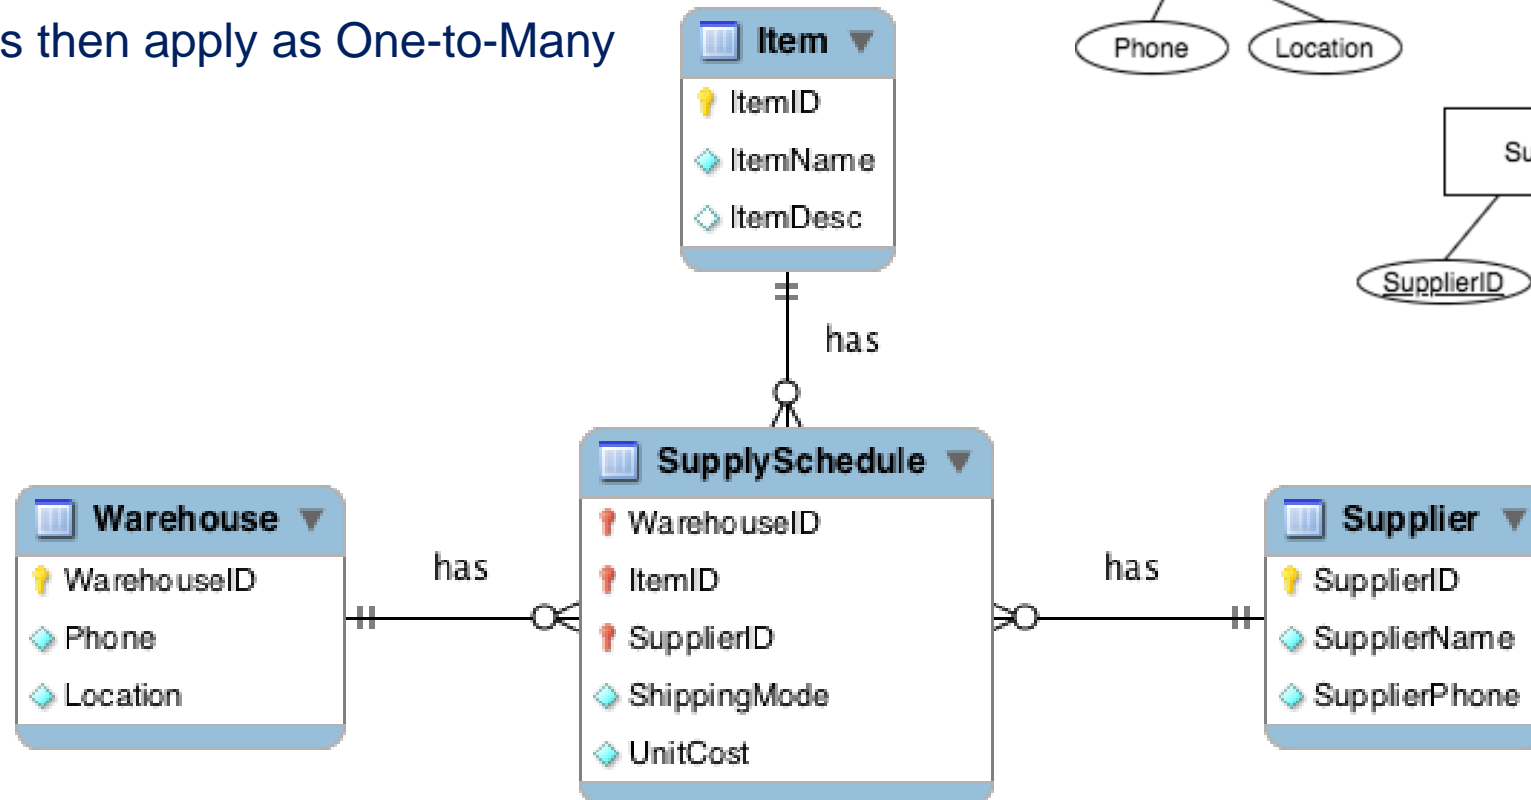 s then apply as One-to-Many
Phone
Location
Su
SupplierID
Item
ItemID
ItemName
ItemDesc
has
Warehouse
WarehouseID
Phone
Location
has
SupplySchedule
WarehouseID
ItemID
SupplierID
ShippingMode
UnitCost
has
Supplier
SupplierID
SupplierName
SupplierPhone